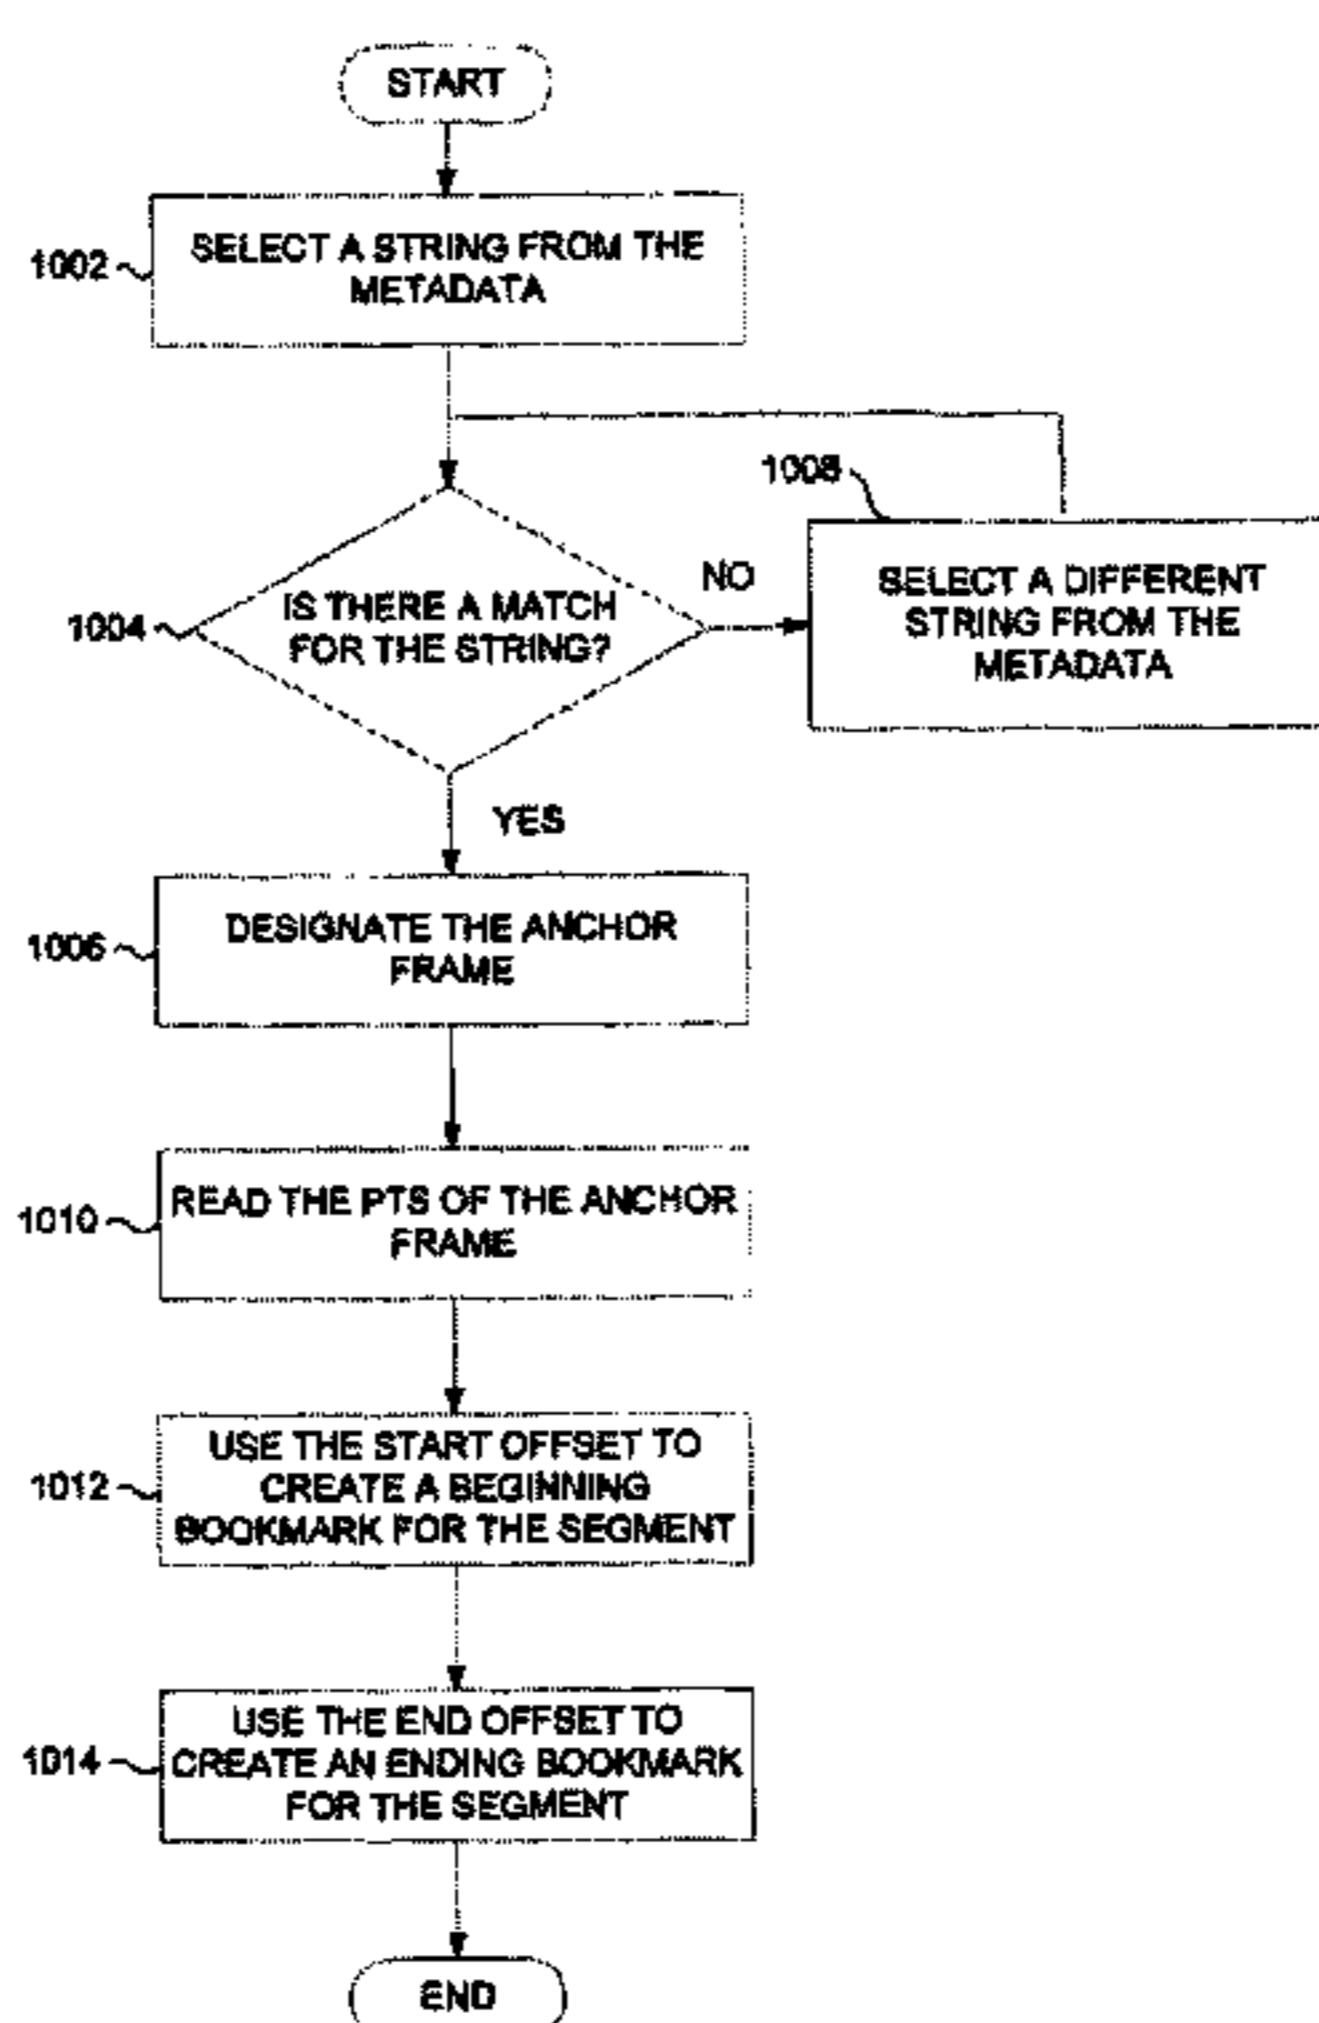 START
1002
SELECT A STRING FROM THE
METADATA
1008
NO
SELECT A DIFFERENT
STRING FROM THE
METADATA
1004
IS THERE A MATCH
FOR THE STRING?
YES
1006
DESIGNATE THE ANCHOR
FRAME
1010
READ THE PTS OF THE ANCHOR
FRAME
1012
USE THE START OFFSET TO
CREATE A BEGINNING
BOOKMARK FOR THE SEGMENT
1014
USE THE END OFFSET TO
CREATE AN ENDING BOOKMARK
FOR THE SEGMENT
END